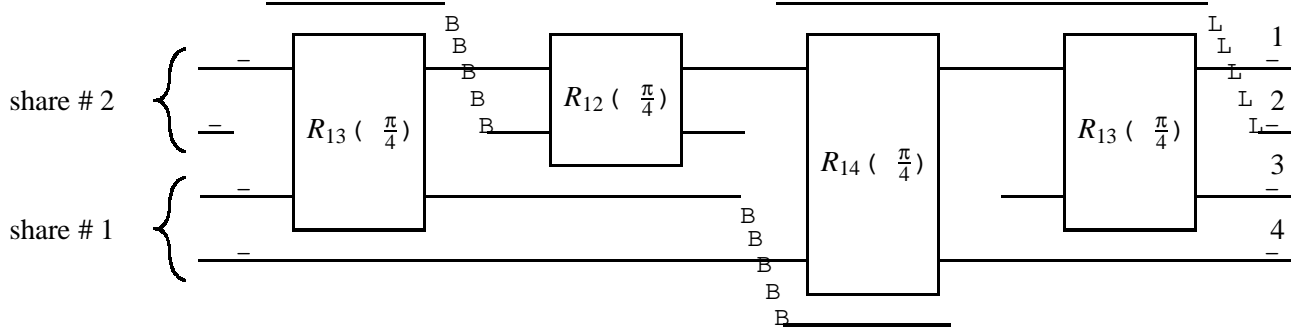 B B B B B
L L L L L
1
share # 2
R₁₃( π/4 )
R₁₂( π/4 )
R₁₄( π/4 )
R₁₃( π/4 )
2
3
share # 1
B B B B B
4